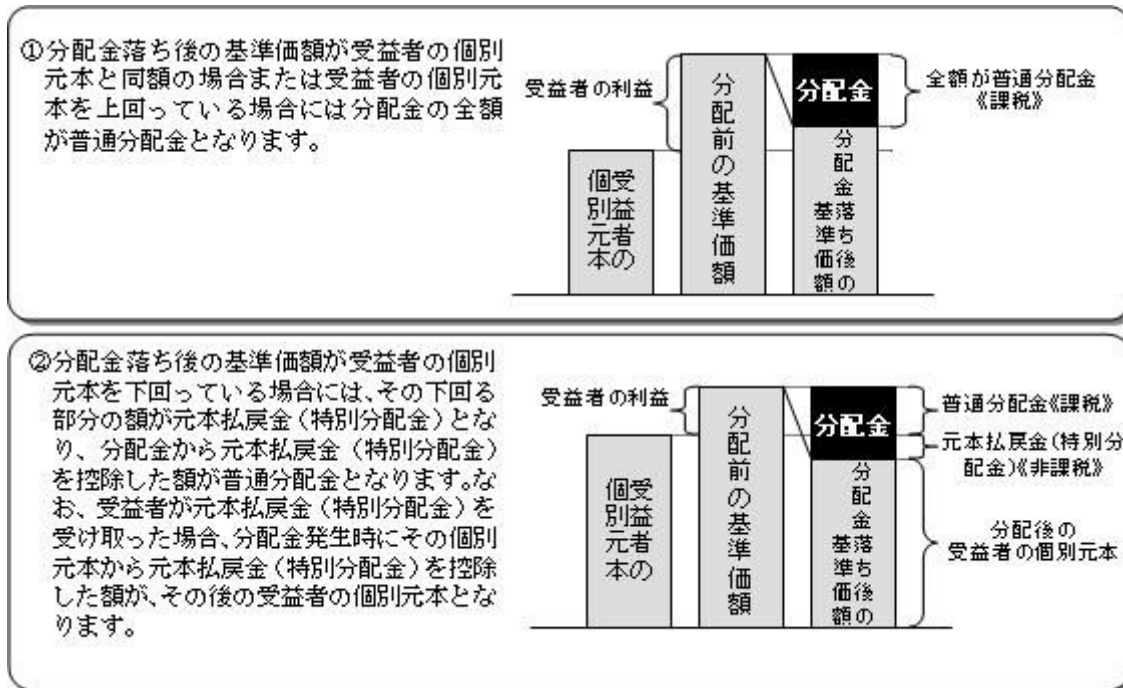 ①分配金落ち後の基準価額が受益者の個別
元本と同額の場合または受益者の個別元
本を上回っている場合には分配金の全額
が普通分配金となります。
受益者の利益
受益者の
個別元本
分配前の基準価額
分配金
分配金落ち後の
基準価額
全額が普通分配金
《課税》
②分配金落ち後の基準価額が受益者の個別
元本を下回っている場合には、その下回る
部分の額が元本払戻金（特別分配金）とな
り、分配金から元本払戻金（特別分配金）
を控除した額が普通分配金となります。な
お、受益者が元本払戻金（特別分配金）を
受け取った場合、分配金発生時にその個別
元本から元本払戻金（特別分配金）を控除
した額が、その後の受益者の個別元本とな
ります。
受益者の利益
受益者の
個別元本
分配前の基準価額
分配金
分配金落ち後の
基準価額
普通分配金《課税》
元本払戻金（特別分
配金）《非課税》
分配後の
受益者の個別元本